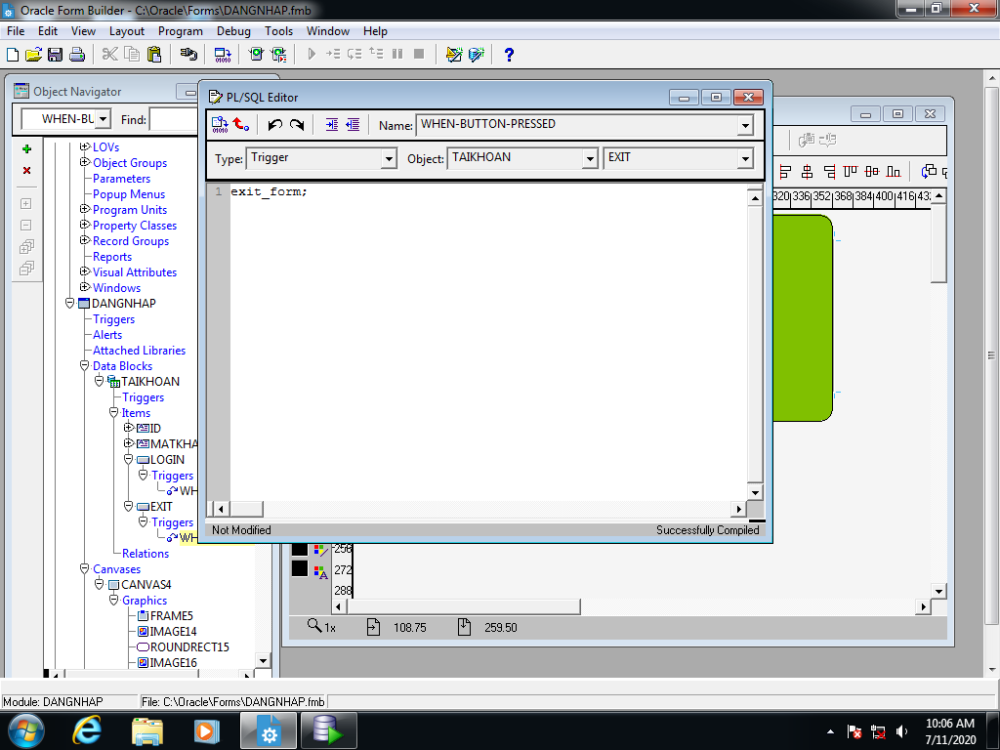 Oracle Form Builder - C:\Oracle\Forms\DANGNHAP.fmb
File Edit View Layout Program Debug Tools Window Help
Object Navigator
WHEN-BU Find:
LOVs
Object Groups
Parameters
Popup Menus
Program Units
Property Classes
Record Groups
Reports
Visual Attributes
Windows
DANGNHAP
Triggers
Alerts
Attached Libraries
Data Blocks
TAIKHOAN
Triggers
Items
ID
MATKHA
LOGIN
Triggers
WH
EXIT
Triggers
WH
Relations
Canvases
CANVAS4
Graphics
FRAME5
IMAGE14
ROUNDRECT15
IMAGE16
PL/SQL Editor
Name: WHEN-BUTTON-PRESSED
Type: Trigger Object: TAIKHOAN EXIT
1 exit_form;
Not Modified Successfully Compiled
320 336 352 368 384 400 416 432
256
272
288
1x 108.75 259.50
Module: DANGNHAP File: C:\Oracle\Forms\DANGNHAP.fmb
10:06 AM
7/11/2020